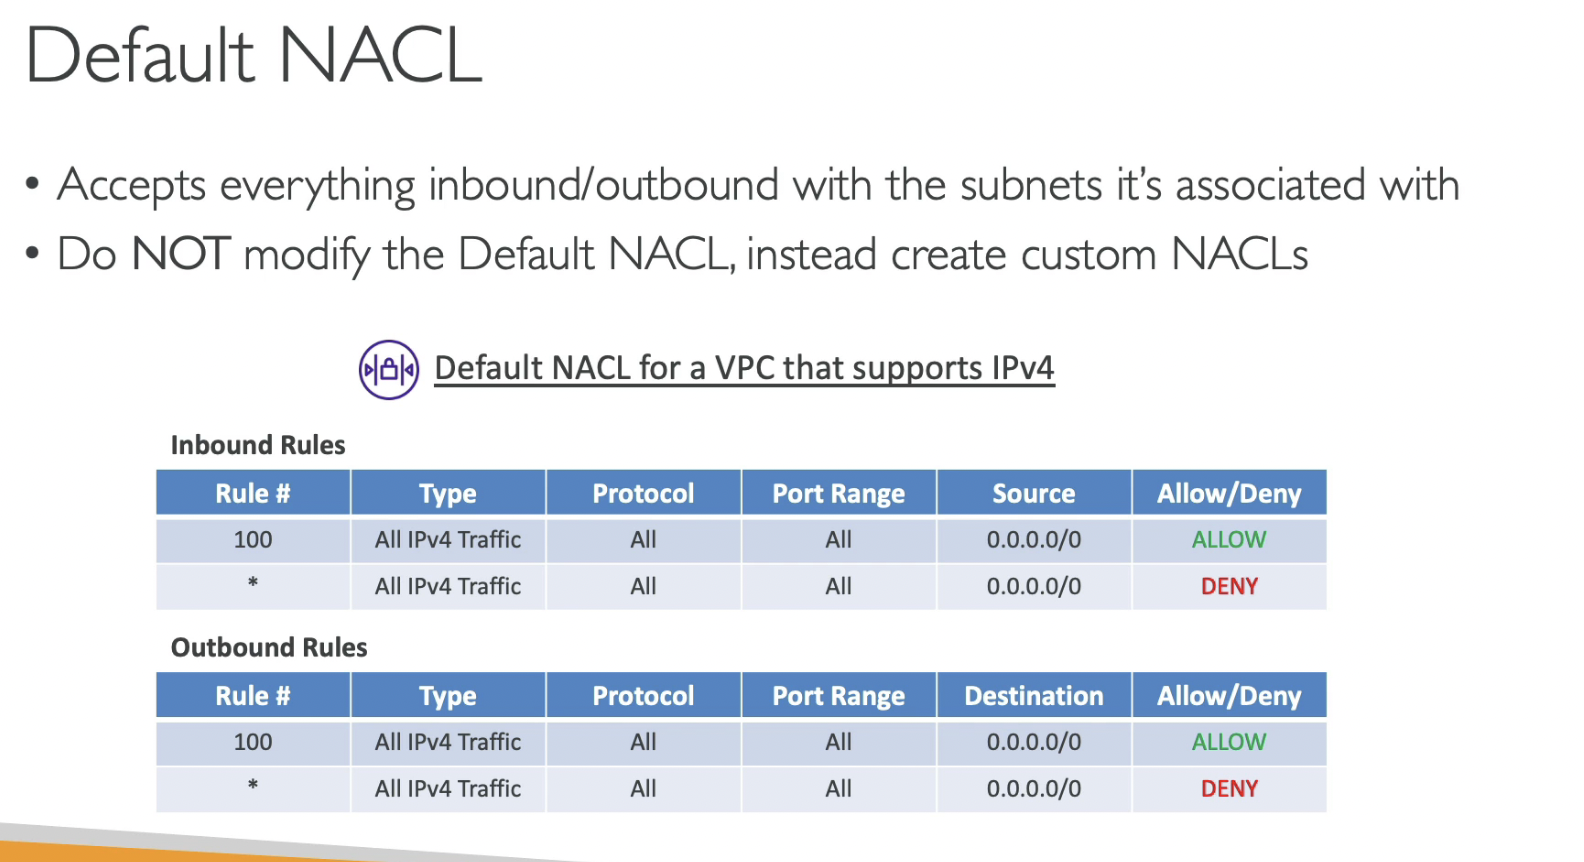 Default NACL
• Accepts everything inbound/outbound with the subnets it’s associated with
• Do NOT modify the Default NACL, instead create custom NACLs
Default NACL for a VPC that supports IPv4
Inbound Rules
Rule # Type Protocol Port Range Source Allow/Deny
100 All IPv4 Traffic All All 0.0.0.0/0 ALLOW
* All IPv4 Traffic All All 0.0.0.0/0 DENY
Outbound Rules
Rule # Type Protocol Port Range Destination Allow/Deny
100 All IPv4 Traffic All All 0.0.0.0/0 ALLOW
* All IPv4 Traffic All All 0.0.0.0/0 DENY